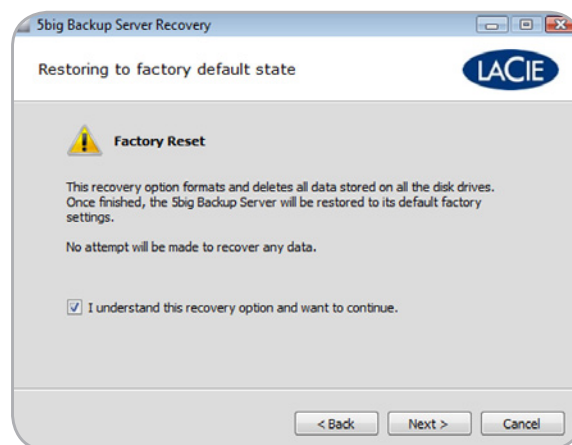 5big Backup Server Recovery
Restoring to factory default state
LACIE
Factory Reset
This recovery option formats and deletes all data stored on all the disk drives.
Once finished, the 5big Backup Server will be restored to its default factory
settings.
No attempt will be made to recover any data.
I understand this recovery option and want to continue.
< Back
Next >
Cancel